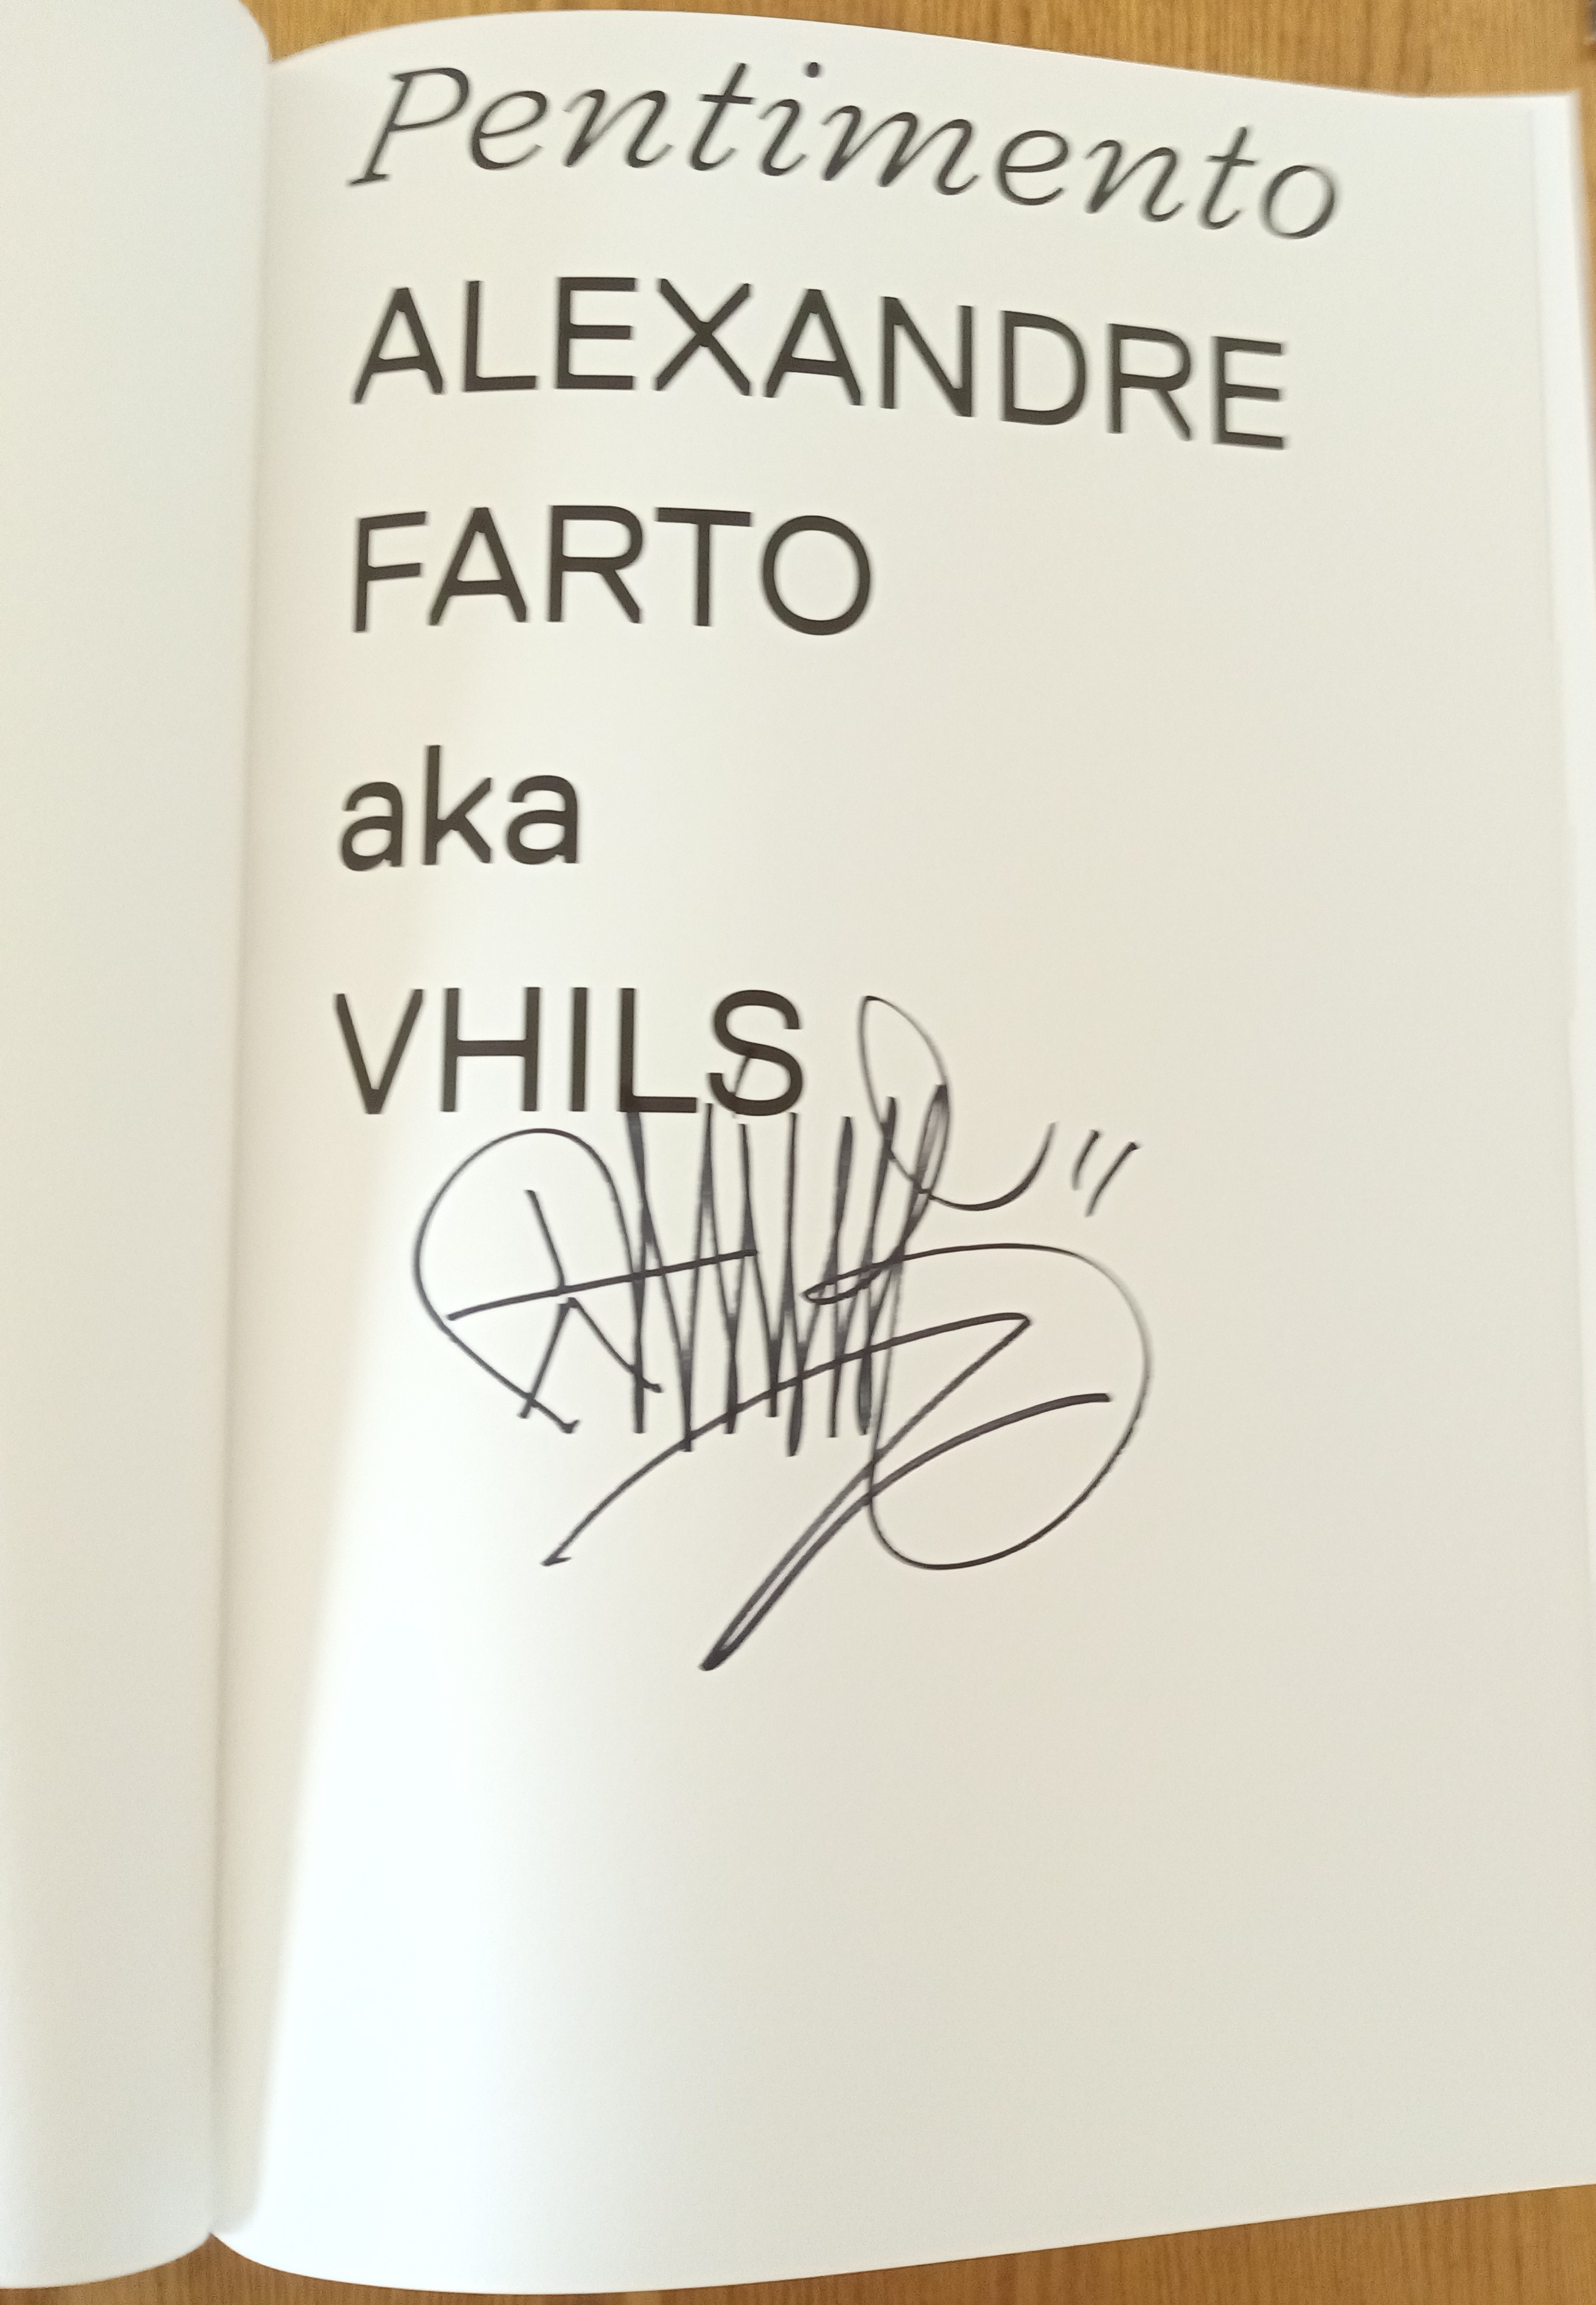 Pentimento
ALEXANDRE
FARTO
aka
VHILS